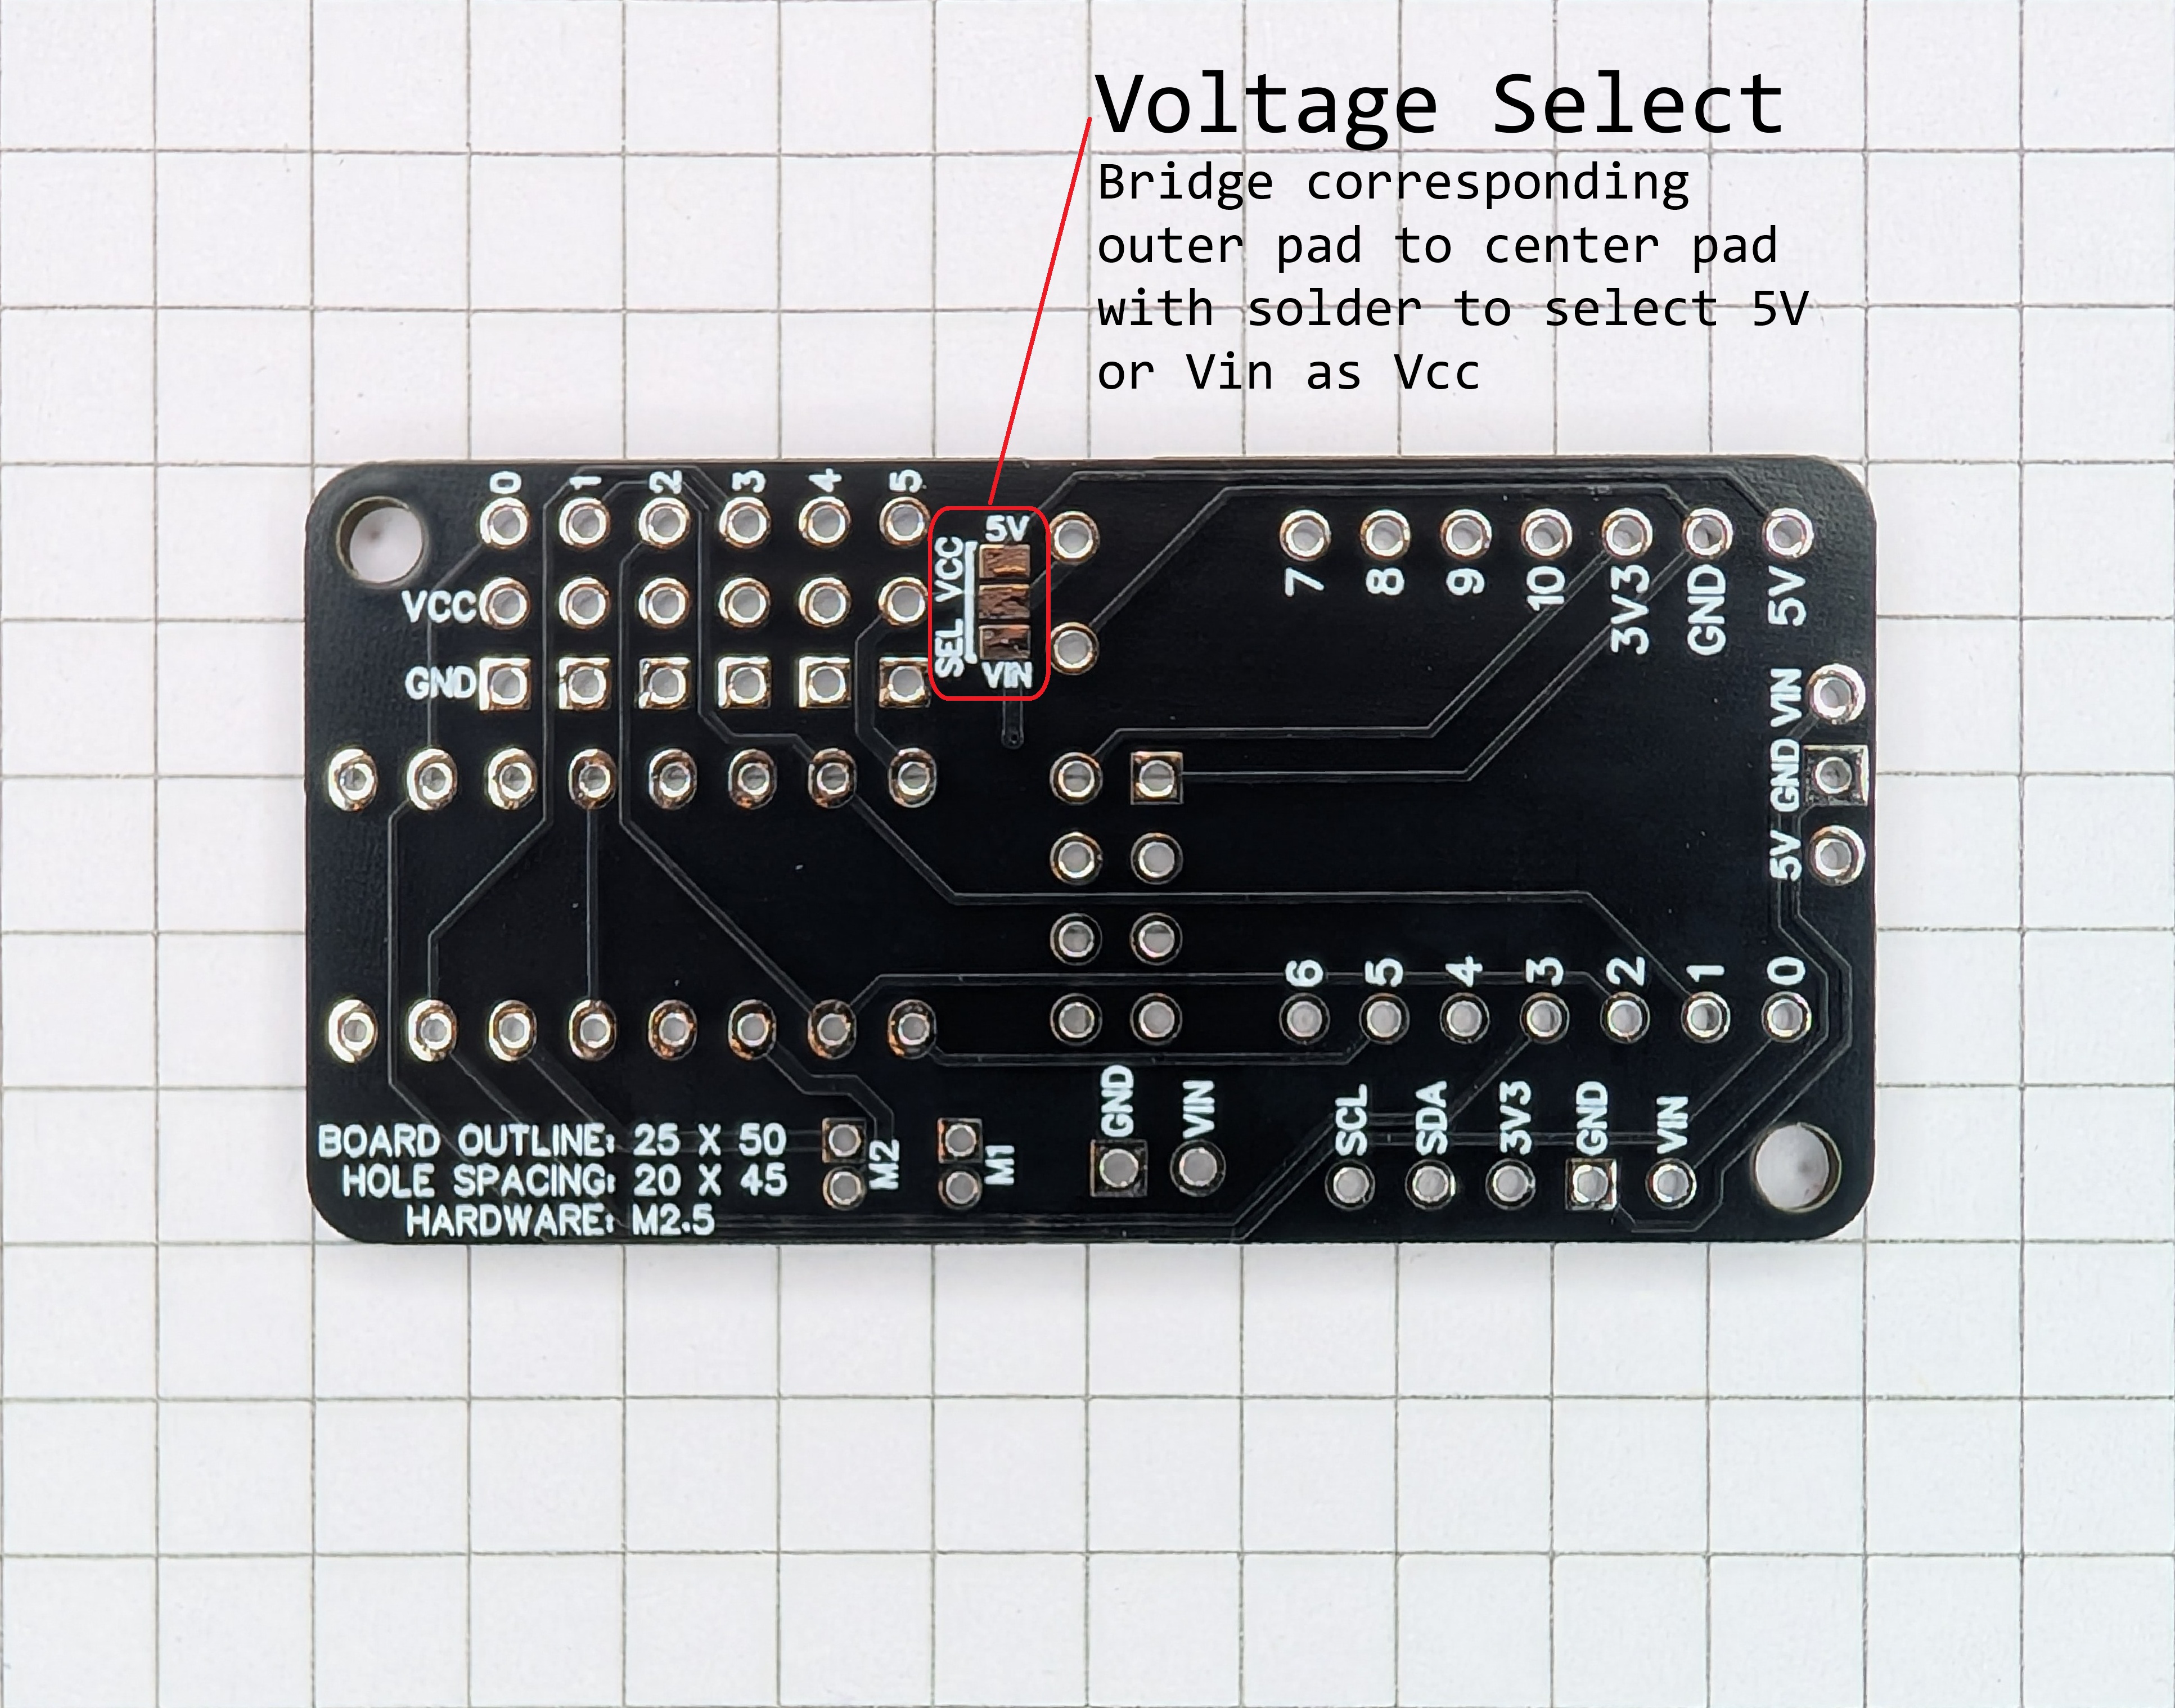 Voltage Select
Bridge corresponding
outer pad to center pad
with solder to select 5V
or Vin as Vcc
0 1 2 3 4 5
VCC
GND
SEL VCC
5V
VIN
7 8 9 10 3V3 GND 5V
VIN
GND
5V
6 5 4 3 2 1 0
SCL SDA 3V3 GND VIN
GND VIN
M2 M1
BOARD OUTLINE: 25 X 50
HOLE SPACING: 20 X 45
HARDWARE: M2.5